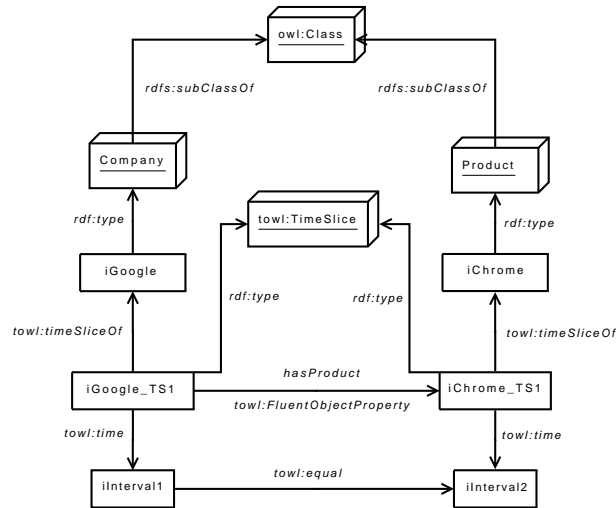 owl:Class
rdfs:subClassOf
rdfs:subClassOf
Company
Product
rdf:type
towl:TimeSlice
rdf:type
iGoogle
iChrome
rdf:type
rdf:type
towl:timeSliceOf
towl:timeSliceOf
hasProduct
iGoogle_TS1
iChrome_TS1
towl:FluentObjectProperty
towl:time
towl:time
towl:equal
iInterval1
iInterval2